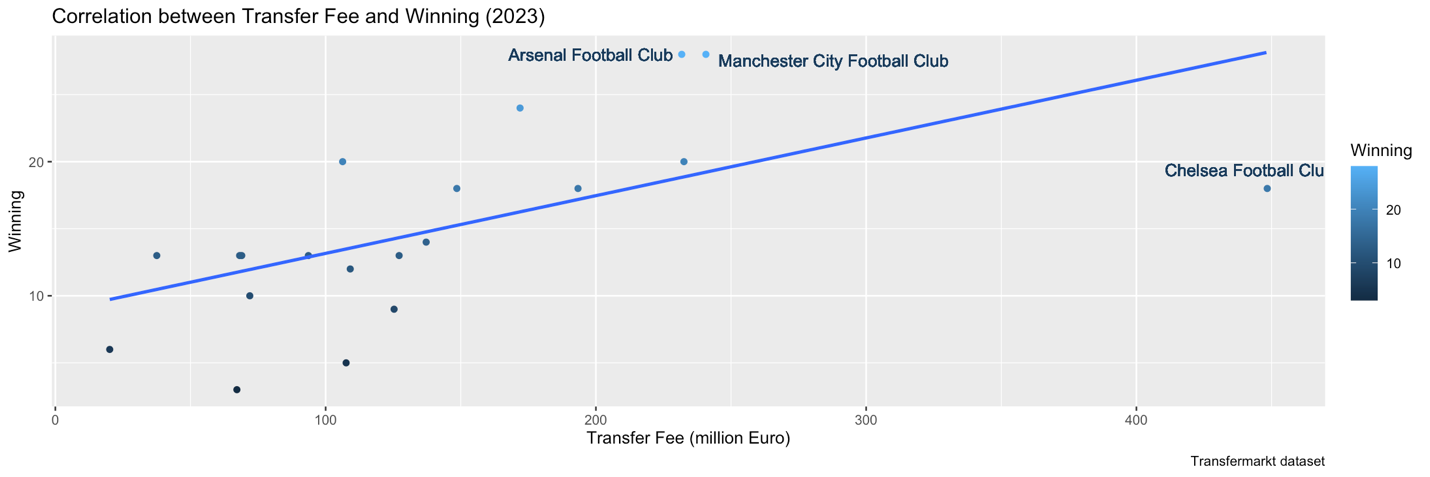 Correlation between Transfer Fee and Winning (2023)
Arsenal Football Club
Manchester City Football Club
Chelsea Football Clu
Winning
20
10
Winning
20
10
0
100
200
300
400
Transfer Fee (million Euro)
Transfermarkt dataset